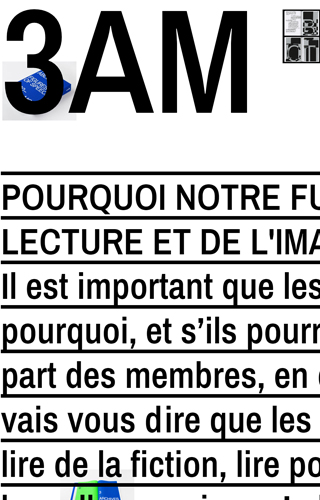 3AM
POURQUOI NOTRE FU
LECTURE ET DE L'IMA
Il est important que les
pourquoi, et s’ils pourr
part des membres, en
vais vous dire que les
lire de la fiction, lire po